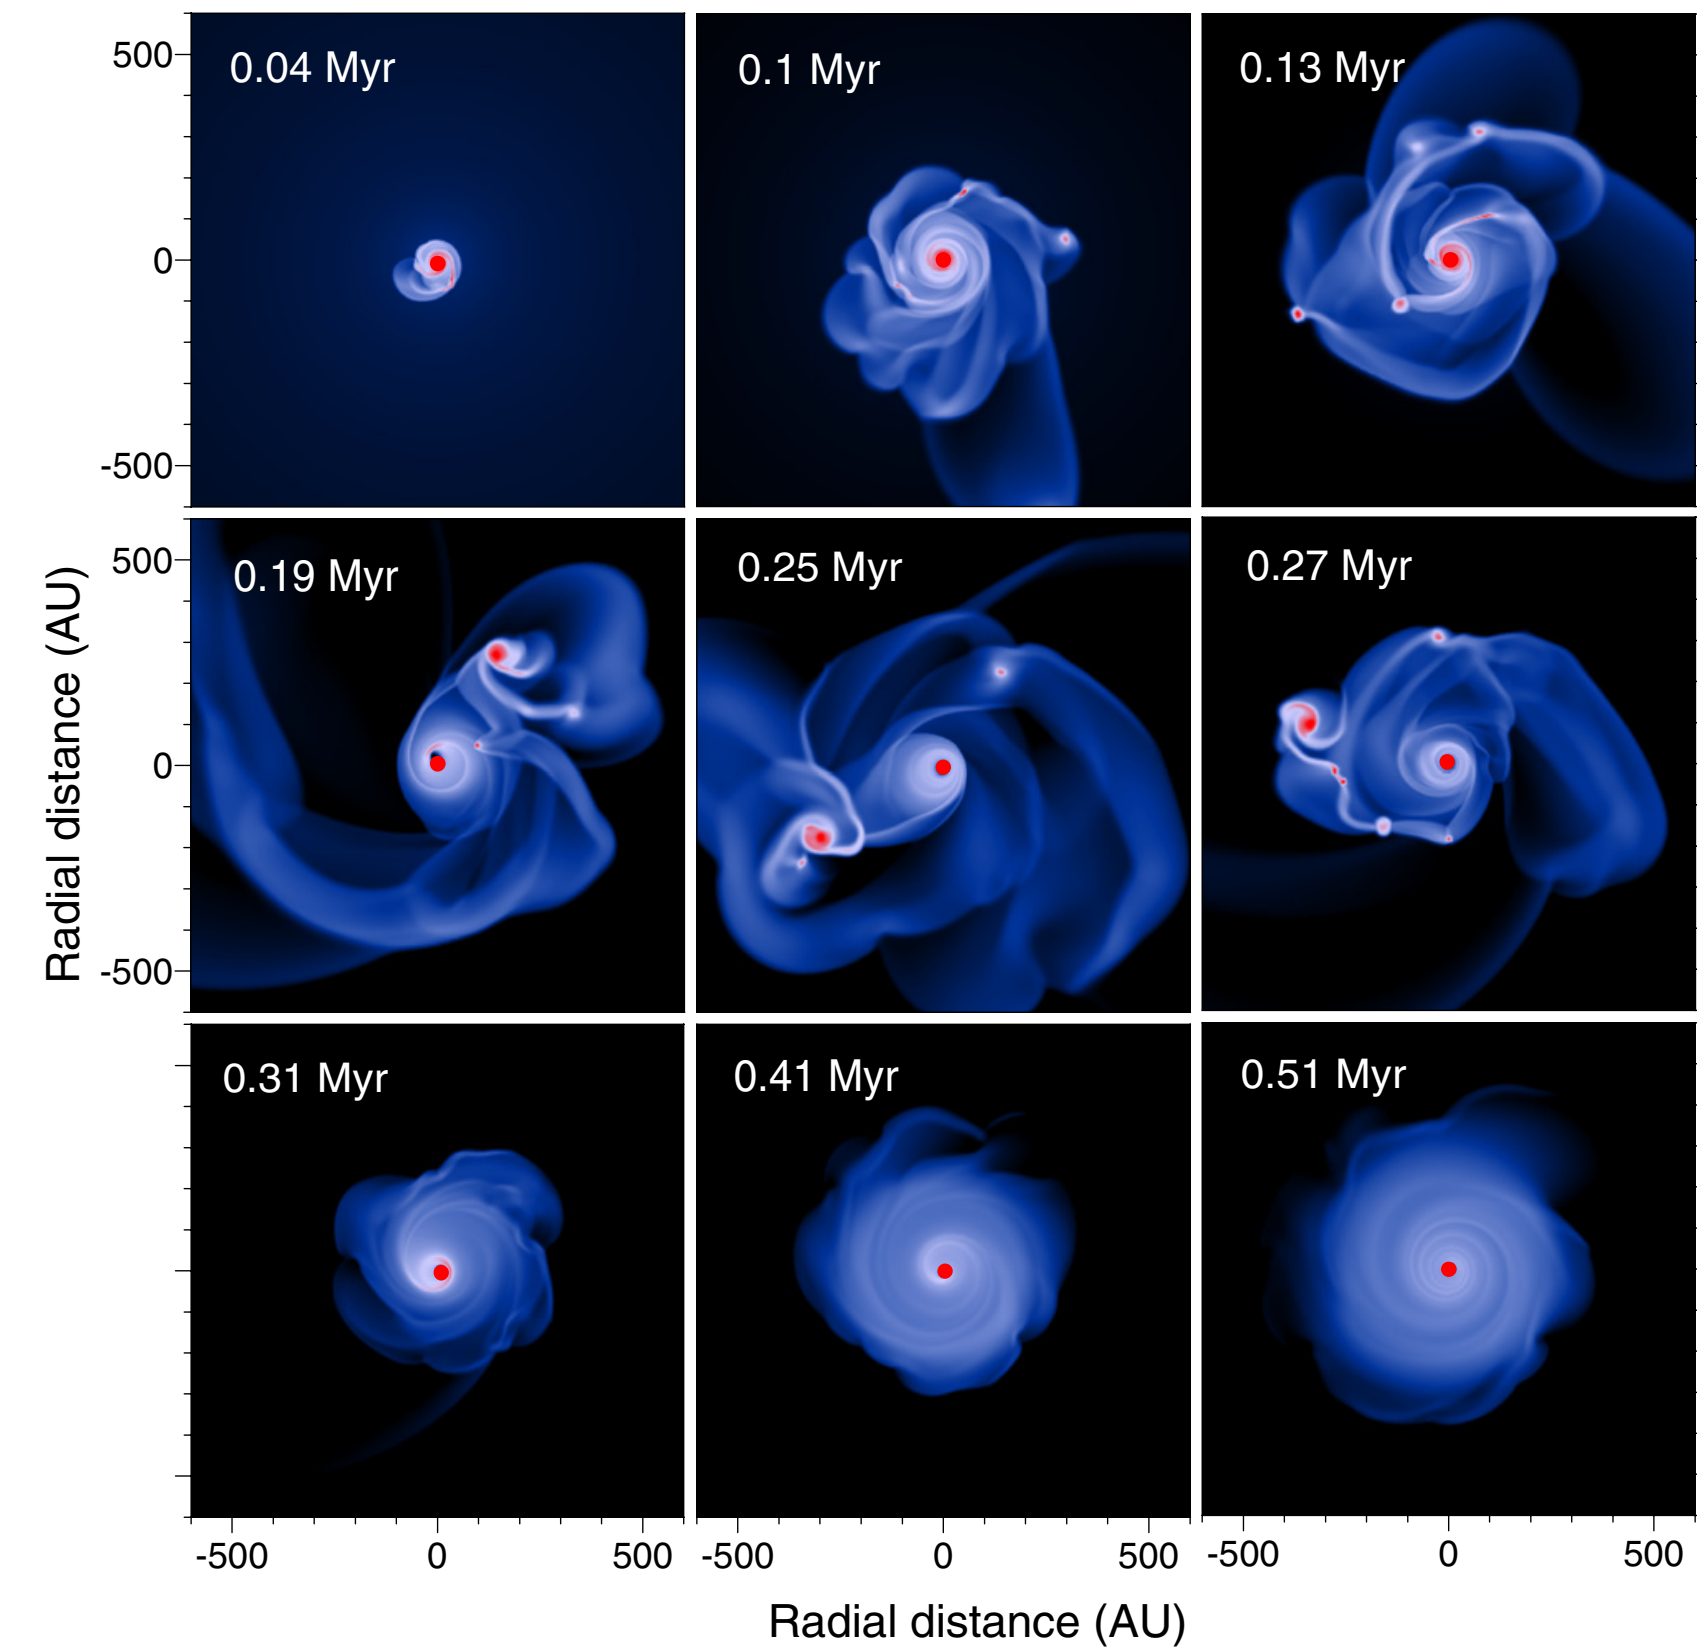 500
0.04 Myr
0.1 Myr
0.13 Myr
0
-500
500
0.19 Myr
0.25 Myr
0.27 Myr
0
-500
Radial distance (AU)
0.31 Myr
0.41 Myr
0.51 Myr
-500 0 500 -500 0 500 -500 0 500
Radial distance (AU)